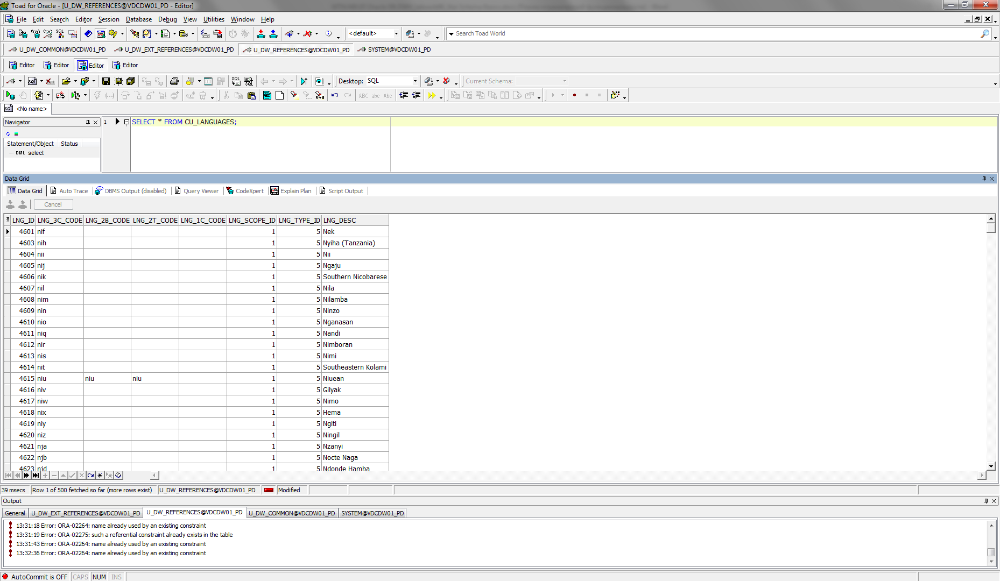 Toad for Oracle - [U_DW_REFERENCES@VDCDW01_PD - Editor]
File Edit Search Editor Session Database Debug View Utilities Window Help
<default> Search Toad World
U_DW_COMMON@VDCDW01_PD U_DW_EXT_REFERENCES@VDCDW01_PD U_DW_REFERENCES@VDCDW01_PD SYSTEM@VDCDW01_PD
Editor Editor Editor Editor
SQL SQL SQL Desktop: SQL Current Schema:
ABC abc Abc
SQL <No name>
Navigator
1 SELECT * FROM CU_LANGUAGES;
Statement/Object Status
DML select
Data Grid
Data Grid Auto Trace DBMS Output (disabled) Query Viewer CodeXpert Explain Plan Script Output
Cancel
LNG_ID LNG_3C_CODE LNG_2B_CODE LNG_2T_CODE LNG_1C_CODE LNG_SCOPE_ID LNG_TYPE_ID LNG_DESC
4601 nif 1 5 Nek
4603 nih 1 5 Nyiha (Tanzania)
4604 nii 1 5 Nii
4605 nij 1 5 Ngaju
4606 nik 1 5 Southern Nicobarese
4607 nil 1 5 Nila
4608 nim 1 5 Nilamba
4609 nin 1 5 Ninzo
4610 nio 1 5 Nganasan
4611 niq 1 5 Nandi
4612 nir 1 5 Nimboran
4613 nis 1 5 Nimi
4614 nit 1 5 Southeastern Kolami
4615 niu niu niu 1 5 Niuean
4616 niv 1 5 Gilyak
4617 niw 1 5 Nimo
4618 nix 1 5 Hema
4619 niy 1 5 Ngiti
4620 niz 1 5 Ningil
4621 nja 1 5 Nzanyi
4622 njb 1 5 Nocte Naga
4623 njd 1 5 Ndonde Hamba
39 msecs Row 1 of 500 fetched so far (more rows exist) U_DW_REFERENCES@VDCDW01_PD Modified
Output
General U_DW_EXT_REFERENCES@VDCDW01_PD U_DW_REFERENCES@VDCDW01_PD U_DW_COMMON@VDCDW01_PD SYSTEM@VDCDW01_PD
13:31:18 Error: ORA-02264: name already used by an existing constraint
13:31:19 Error: ORA-02275: such a referential constraint already exists in the table
13:31:43 Error: ORA-02264: name already used by an existing constraint
13:32:36 Error: ORA-02264: name already used by an existing constraint
AutoCommit is OFF CAPS NUM INS